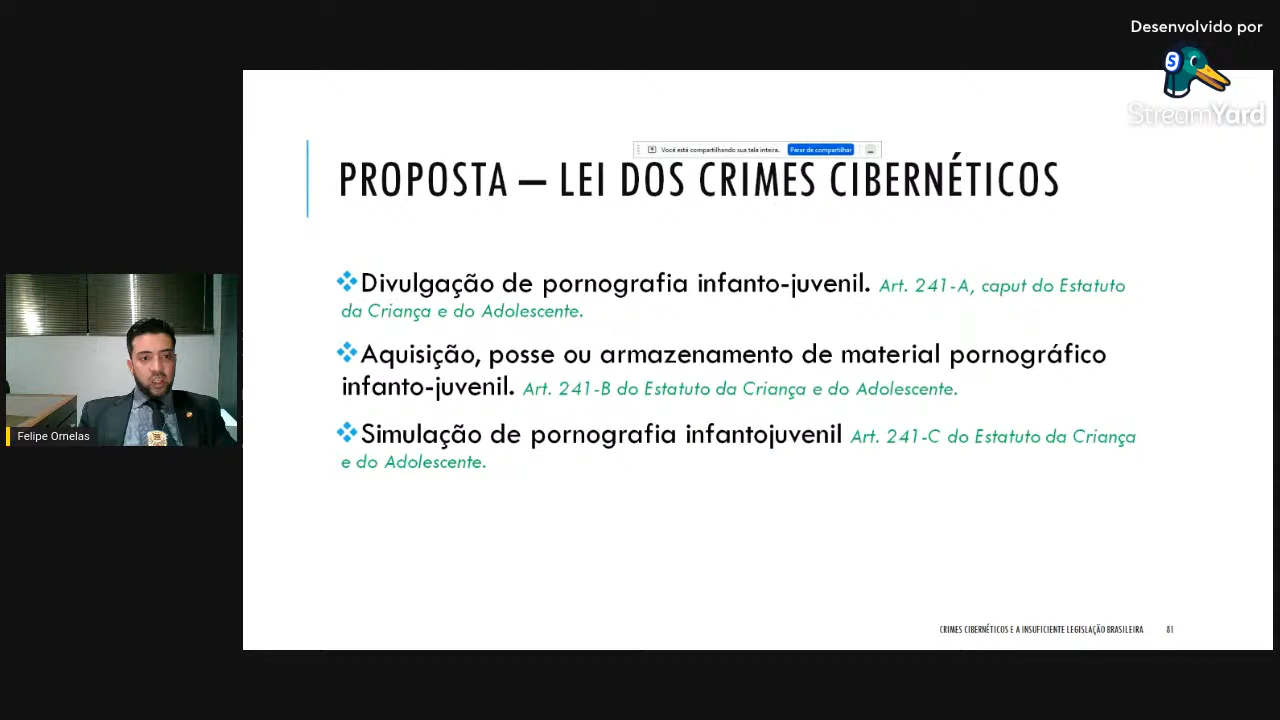 Desenvolvido por
StreamYard
Você está compartilhando sua tela inteira. Parar de compartilhar
PROPOSTA – LEI DOS CRIMES CIBERNÉTICOS
Divulgação de pornografia infanto-juvenil. Art. 241-A, caput do Estatuto
da Criança e do Adolescente.
Aquisição, posse ou armazenamento de material pornográfico
infanto-juvenil. Art. 241-B do Estatuto da Criança e do Adolescente.
Simulação de pornografia infantojuvenil Art. 241-C do Estatuto da Criança
e do Adolescente.
Felipe Ornelas
CRIMES CIBERNÉTICOS E A INSUFICIENTE LEGISLAÇÃO BRASILEIRA 81